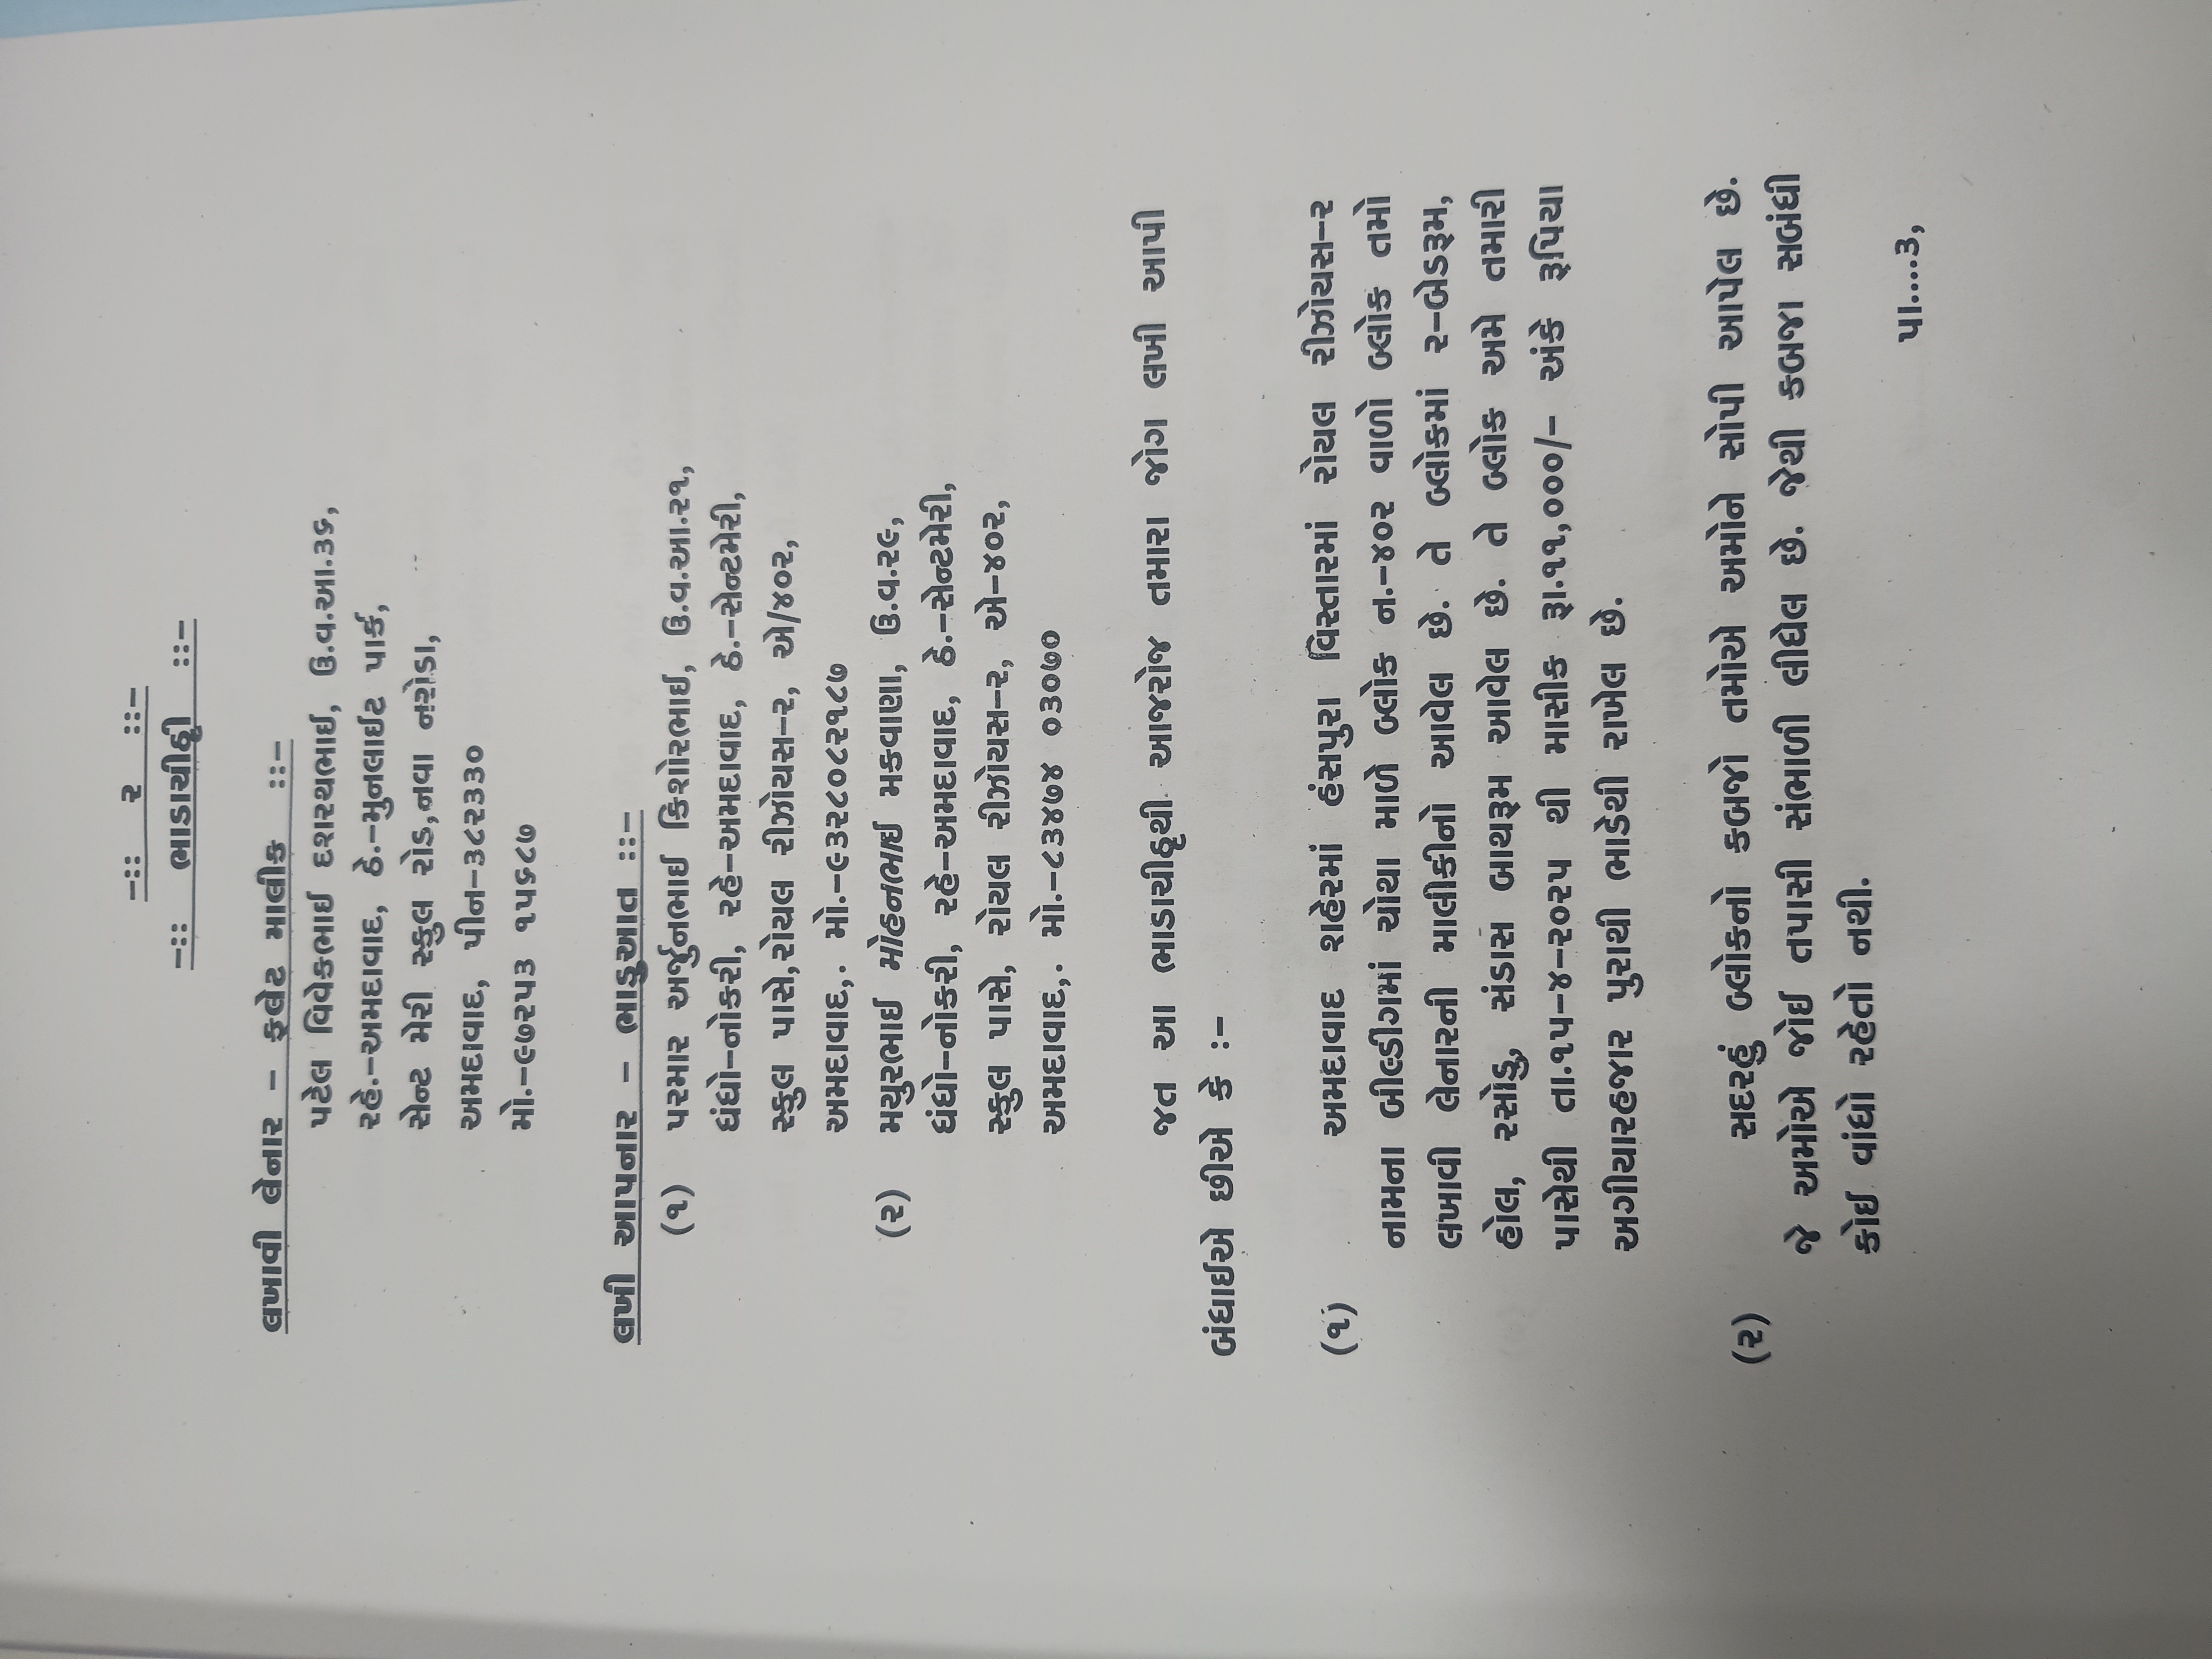 -:: ૨ ::-
-:: ભાડાચીઠ્ઠી ::-
લખાવી લેનાર - ફલેટ માલીક ::-
પટેલ વિવેકભાઈ દશરથભાઈ, ઉ.વ.આ.૩૬,
રહે.-અમદાવાદ, ઠે.-મુનલાઈટ પાર્ક,
સેન્ટ મેરી સ્કુલ રોડ,નવા નરોડા,
અમદાવાદ, પીન-૩૮૨૩૩૦
મો.-૯૭૨૫૩ ૧૫૬૮૭
લખી આપનાર - ભાડુઆત ::-
(૧) પરમાર અર્જુનભાઈ કિશોરભાઈ, ઉ.વ.આ.૨૧,
ધંધો-નોકરી, રહે-અમદાવાદ, ઠે.-સેન્ટમેરી,
સ્કુલ પાસે,રોયલ રીઝોયસ-૨, એ/૪૦૨,
અમદાવાદ,. મો.-૯૩૨૮૦૮૨૧૮૭
(૨) મયુરભાઈ મોહનભાઈ મકવાણા, ઉ.વ.૨૯,
ધંધો-નોકરી, રહે-અમદાવાદ, ઠે.-સેન્ટમેરી,
સ્કુલ પાસે, રોયલ રીઝોયસ-૨, એ-૪૦૨,
અમદાવાદ,. મો.-૮૩૪૭૪ ૦૩૦૭૦
જત આ ભાડાચીઠ્ઠથી આજરોજ તમારા જોગ લખી આપી
બંધાઈએ છીએ કે :-
(૧) અમદાવાદ શહેરમાં હંસપુરા વિસ્તારમાં રોયલ રીઝોયસ-૨
નામના બીલ્ડીંગમાં ચોથા માળે બ્લોક ન.-૪૦૨ વાળો બ્લોક તમો
લખાવી લેનારની માલીકીનો આવેલ છે. તે બ્લોકમાં ૨-બેડરૂમ,
હોલ, રસોડુ, સંડાસ બાથરૂમ આવેલ છે. તે બ્લોક અમે તમારી
પાસેથી તા.૧૫-૪-૨૦૨૫ થી માસીક રૂા.૧૧,૦૦૦/- અંકે રૂપિયા
અગીયારહજાર પુરાથી ભાડેથી રાખેલ છે.
(૨) સદરહું બ્લોકનો કબજો તમોએ અમોને સોપી આપેલ છે.
જે અમોએ જોઈ તપાસી સંભાળી લીધેલ છે. જેથી કબજા સબંધી
કોઈ વાંધો રહેતો નથી.
પા....૩,